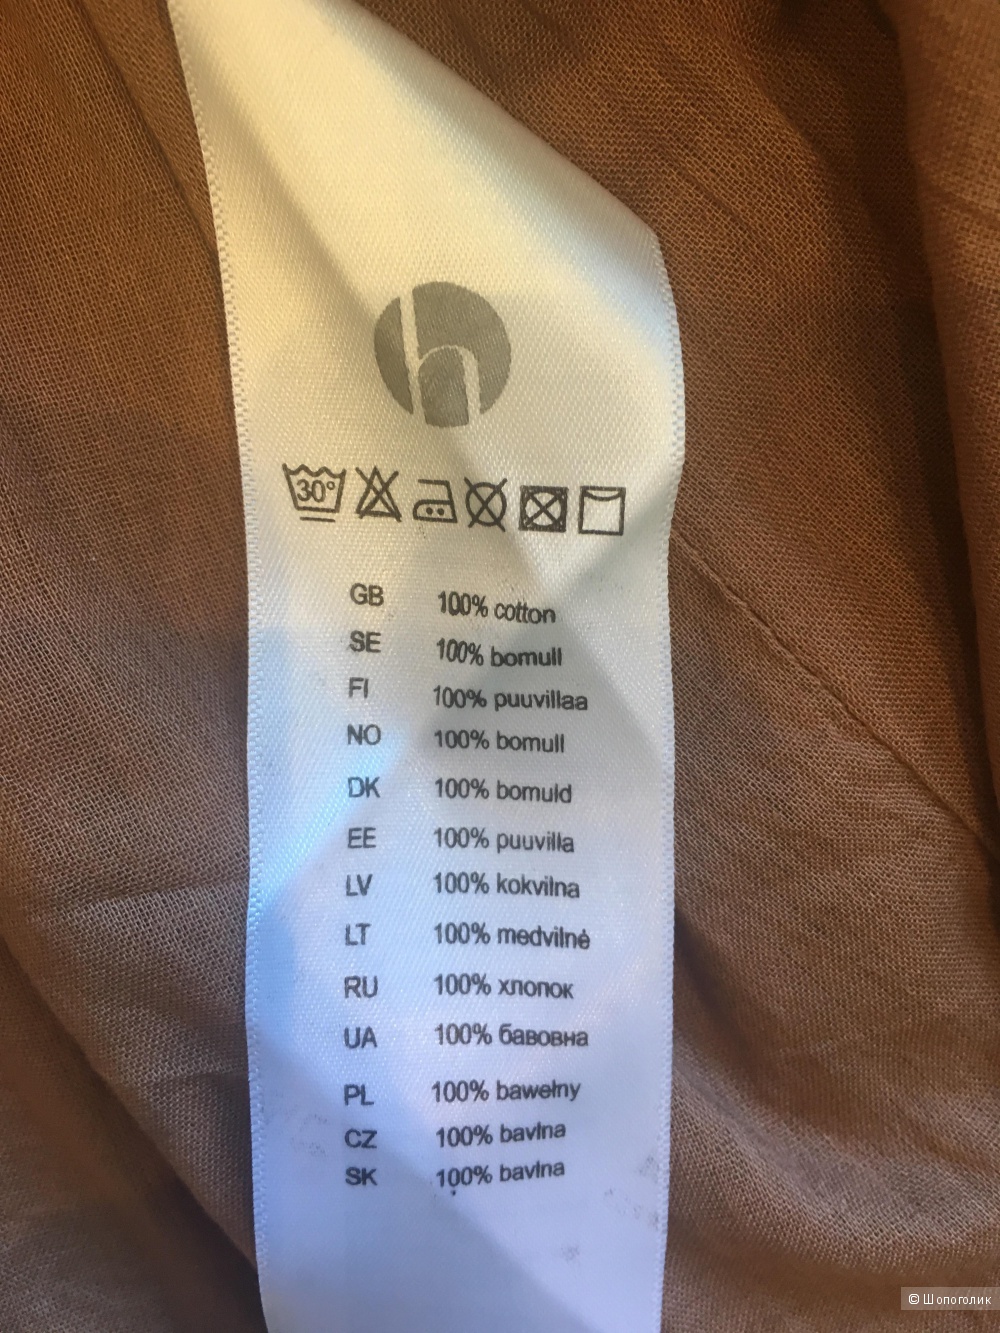 h
30°
GB 100% cotton
SE 100% bomull
FI 100% puuvillaa
NO 100% bomull
DK 100% bomuld
EE 100% puuvilla
LV 100% kokvilna
LT 100% medvilnė
RU 100% хлопок
UA 100% бавовна
PL 100% bawełny
CZ 100% bavlna
SK 100% bavlna
© Шопоголик